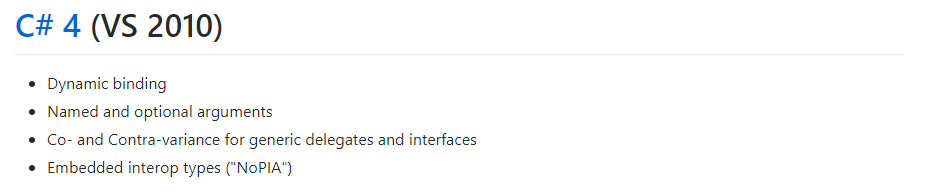 C# 4 (VS 2010)
• Dynamic binding
• Named and optional arguments
• Co- and Contra-variance for generic delegates and interfaces
• Embedded interop types ("NoPIA")